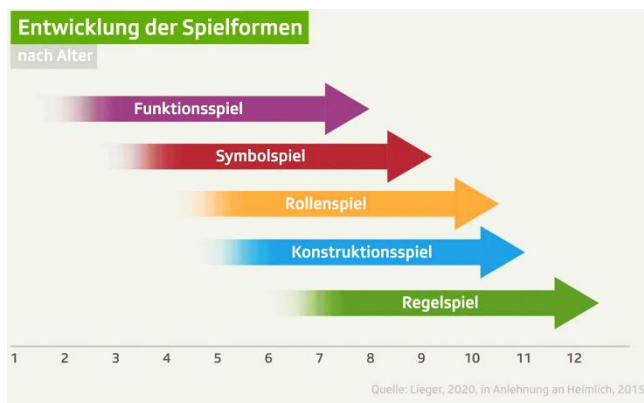 Entwicklung der Spielformen
nach Alter
Funktionsspiel
Symbolspiel
Rollenspiel
Konstruktionsspiel
Regelspiel
1 2 3 4 5 6 7 8 9 10 11 12
Quelle: Lieger, 2020, in Anlehnung an Heimlich, 2015